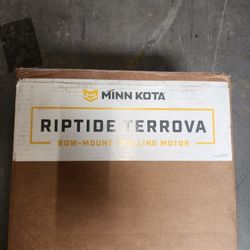 MINN KOTA
RIPTIDE TERROVA
BOW-MOUNT TROLLING MOTOR